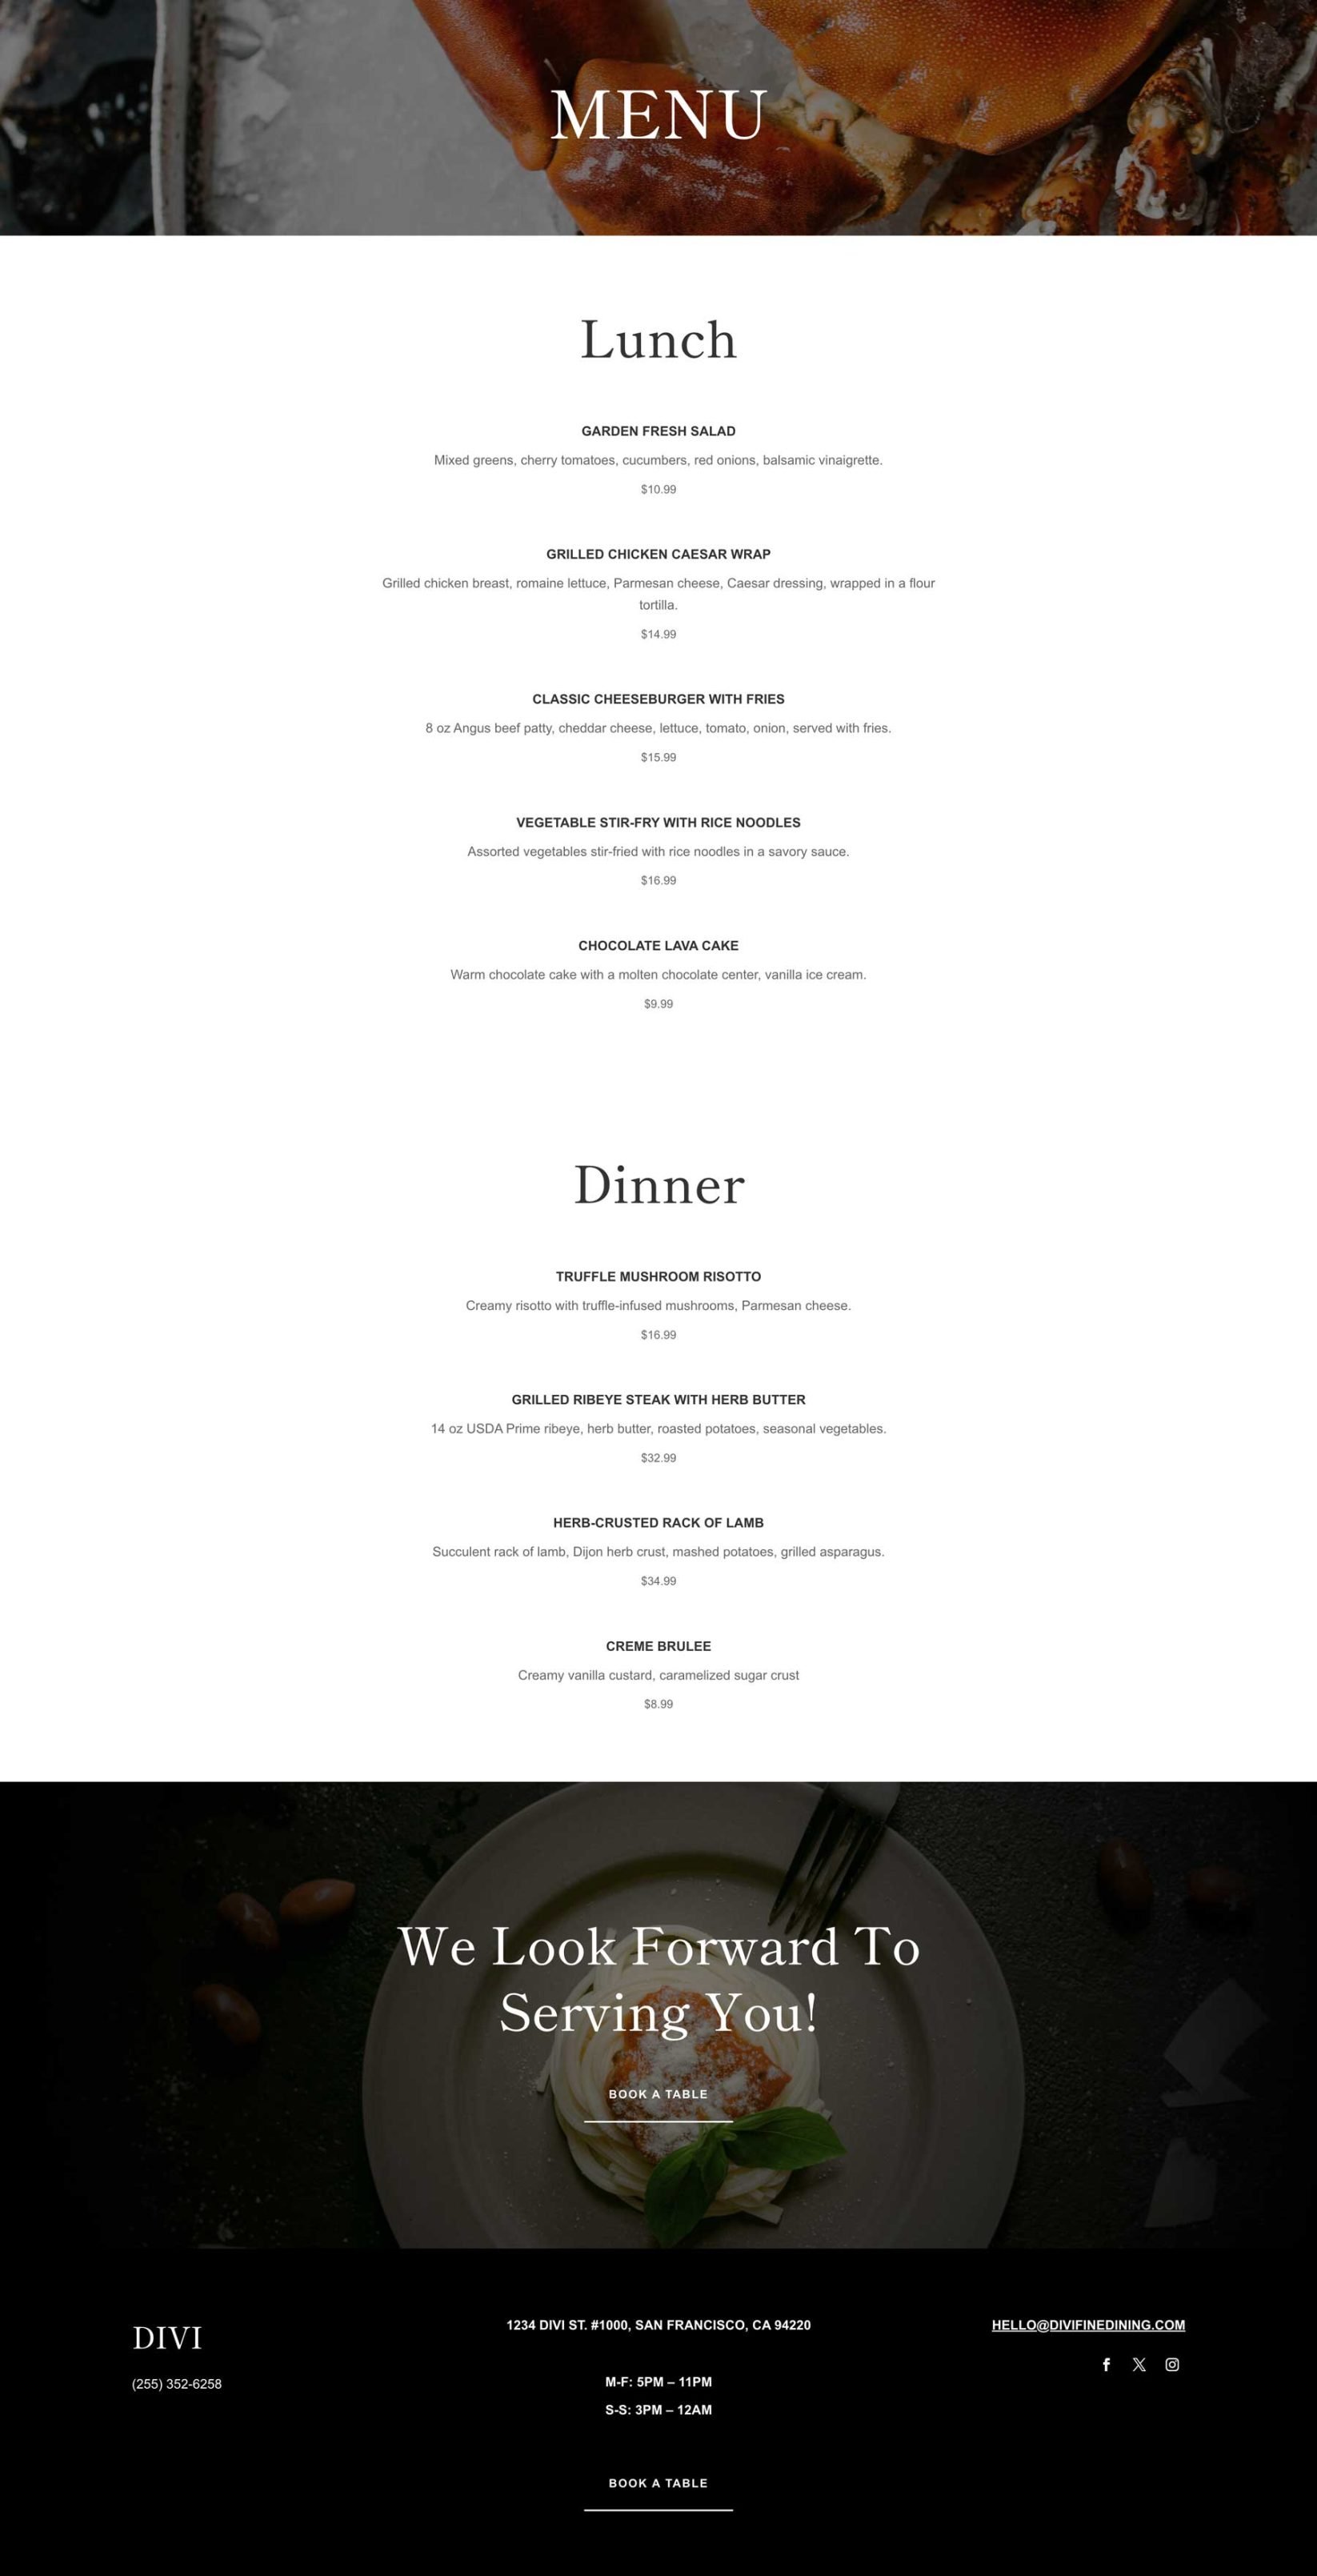 MENU
Lunch
GARDEN FRESH SALAD
Mixed greens, cherry tomatoes, cucumbers, red onions, balsamic vinaigrette.
$10.99
GRILLED CHICKEN CAESAR WRAP
Grilled chicken breast, romaine lettuce, Parmesan cheese, Caesar dressing, wrapped in a flour
tortilla.
$14.99
CLASSIC CHEESEBURGER WITH FRIES
8 oz Angus beef patty, cheddar cheese, lettuce, tomato, onion, served with fries.
$15.99
VEGETABLE STIR-FRY WITH RICE NOODLES
Assorted vegetables stir-fried with rice noodles in a savory sauce.
$16.99
CHOCOLATE LAVA CAKE
Warm chocolate cake with a molten chocolate center, vanilla ice cream.
$9.99
Dinner
TRUFFLE MUSHROOM RISOTTO
Creamy risotto with truffle-infused mushrooms, Parmesan cheese.
$16.99
GRILLED RIBEYE STEAK WITH HERB BUTTER
14 oz USDA Prime ribeye, herb butter, roasted potatoes, seasonal vegetables.
$32.99
HERB-CRUSTED RACK OF LAMB
Succulent rack of lamb, Dijon herb crust, mashed potatoes, grilled asparagus.
$34.99
CREME BRULEE
Creamy vanilla custard, caramelized sugar crust
$8.99
We Look Forward To
Serving You!
BOOK A TABLE
DIVI
(255) 352-6258
1234 DIVI ST. #1000, SAN FRANCISCO, CA 94220
M-F: 5PM – 11PM
S-S: 3PM – 12AM
BOOK A TABLE
HELLO@DIVIFINEDINING.COM